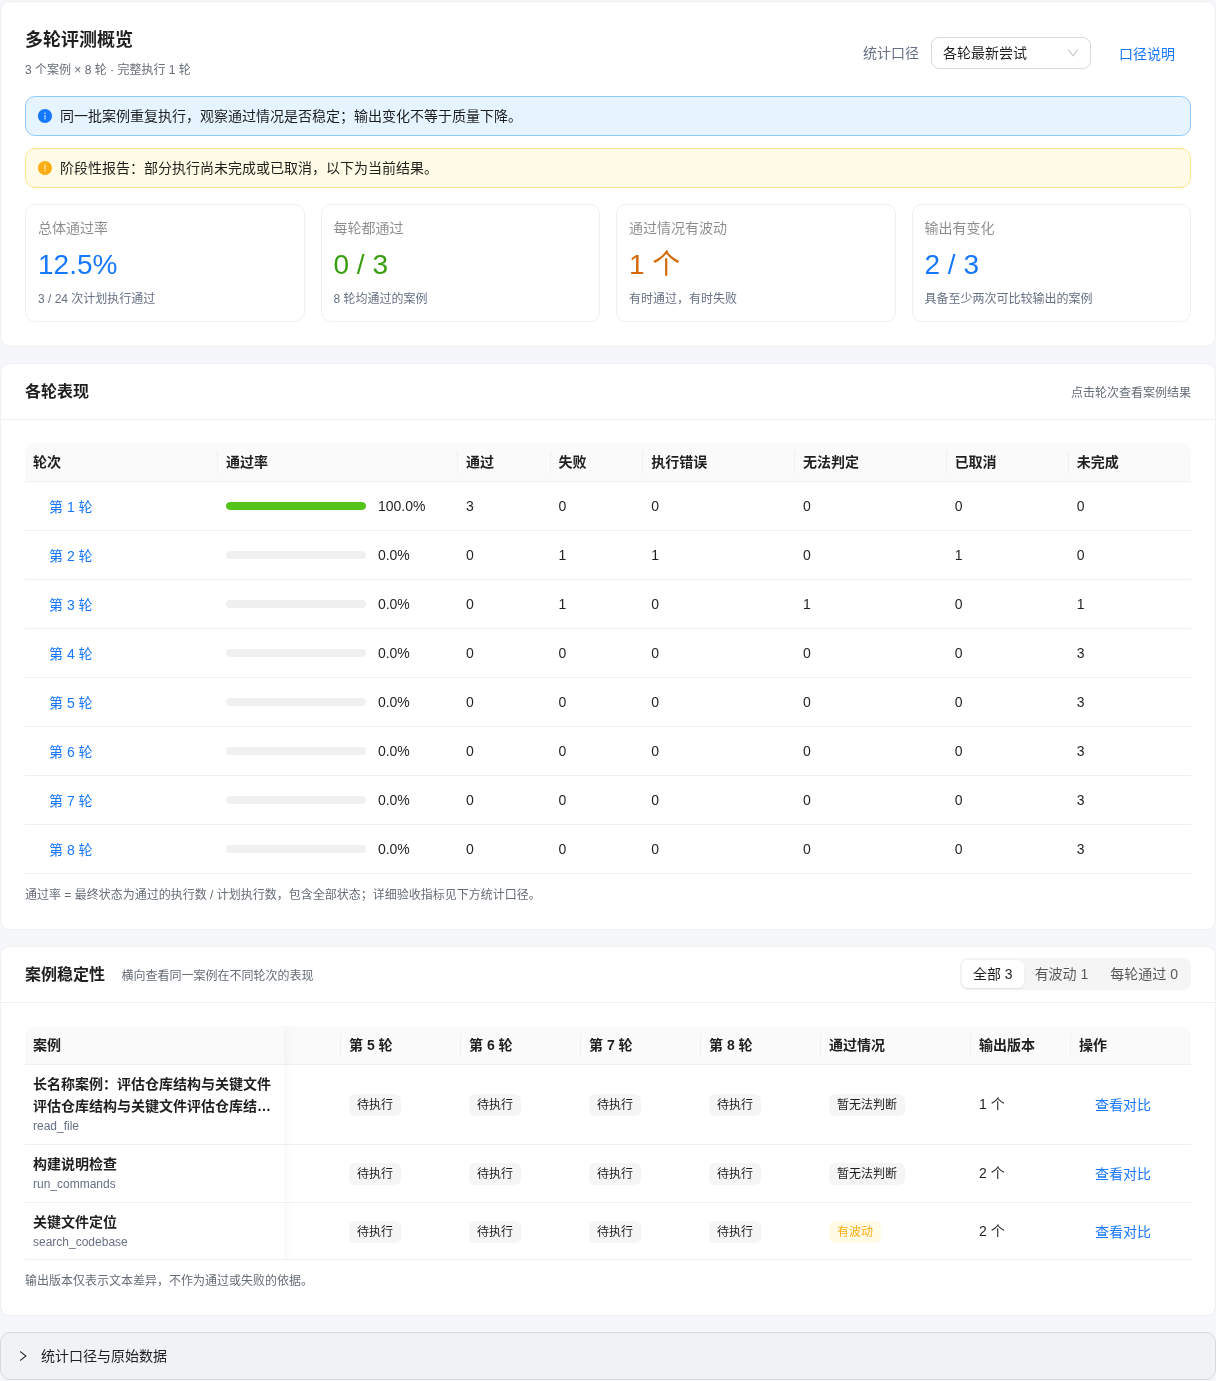 多轮评测概览
3 个案例 × 8 轮 · 完整执行 1 轮
统计口径 各轮最新尝试 口径说明
同一批案例重复执行，观察通过情况是否稳定；输出变化不等于质量下降。
阶段性报告：部分执行尚未完成或已取消，以下为当前结果。
总体通过率 每轮都通过 通过情况有波动 输出有变化
12.5% 0 / 3 1 个 2 / 3
3 / 24 次计划执行通过 8 轮均通过的案例 有时通过，有时失败 具备至少两次可比较输出的案例
各轮表现 点击轮次查看案例结果
轮次 通过率 通过 失败 执行错误 无法判定 已取消 未完成
第 1 轮 100.0% 3 0 0 0 0 0
第 2 轮 0.0% 0 1 1 0 1 0
第 3 轮 0.0% 0 1 0 1 0 1
第 4 轮 0.0% 0 0 0 0 0 3
第 5 轮 0.0% 0 0 0 0 0 3
第 6 轮 0.0% 0 0 0 0 0 3
第 7 轮 0.0% 0 0 0 0 0 3
第 8 轮 0.0% 0 0 0 0 0 3
通过率 = 最终状态为通过的执行数 / 计划执行数，包含全部状态；详细验收指标见下方统计口径。
案例稳定性 横向查看同一案例在不同轮次的表现 全部 3 有波动 1 每轮通过 0
案例 第 5 轮 第 6 轮 第 7 轮 第 8 轮 通过情况 输出版本 操作
长名称案例：评估仓库结构与关键文件
评估仓库结构与关键文件评估仓库结...
read_file
待执行 待执行 待执行 待执行 暂无法判断 1 个 查看对比
构建说明检查
run_commands
待执行 待执行 待执行 待执行 暂无法判断 2 个 查看对比
关键文件定位
search_codebase
待执行 待执行 待执行 待执行 有波动 2 个 查看对比
输出版本仅表示文本差异，不作为通过或失败的依据。
统计口径与原始数据